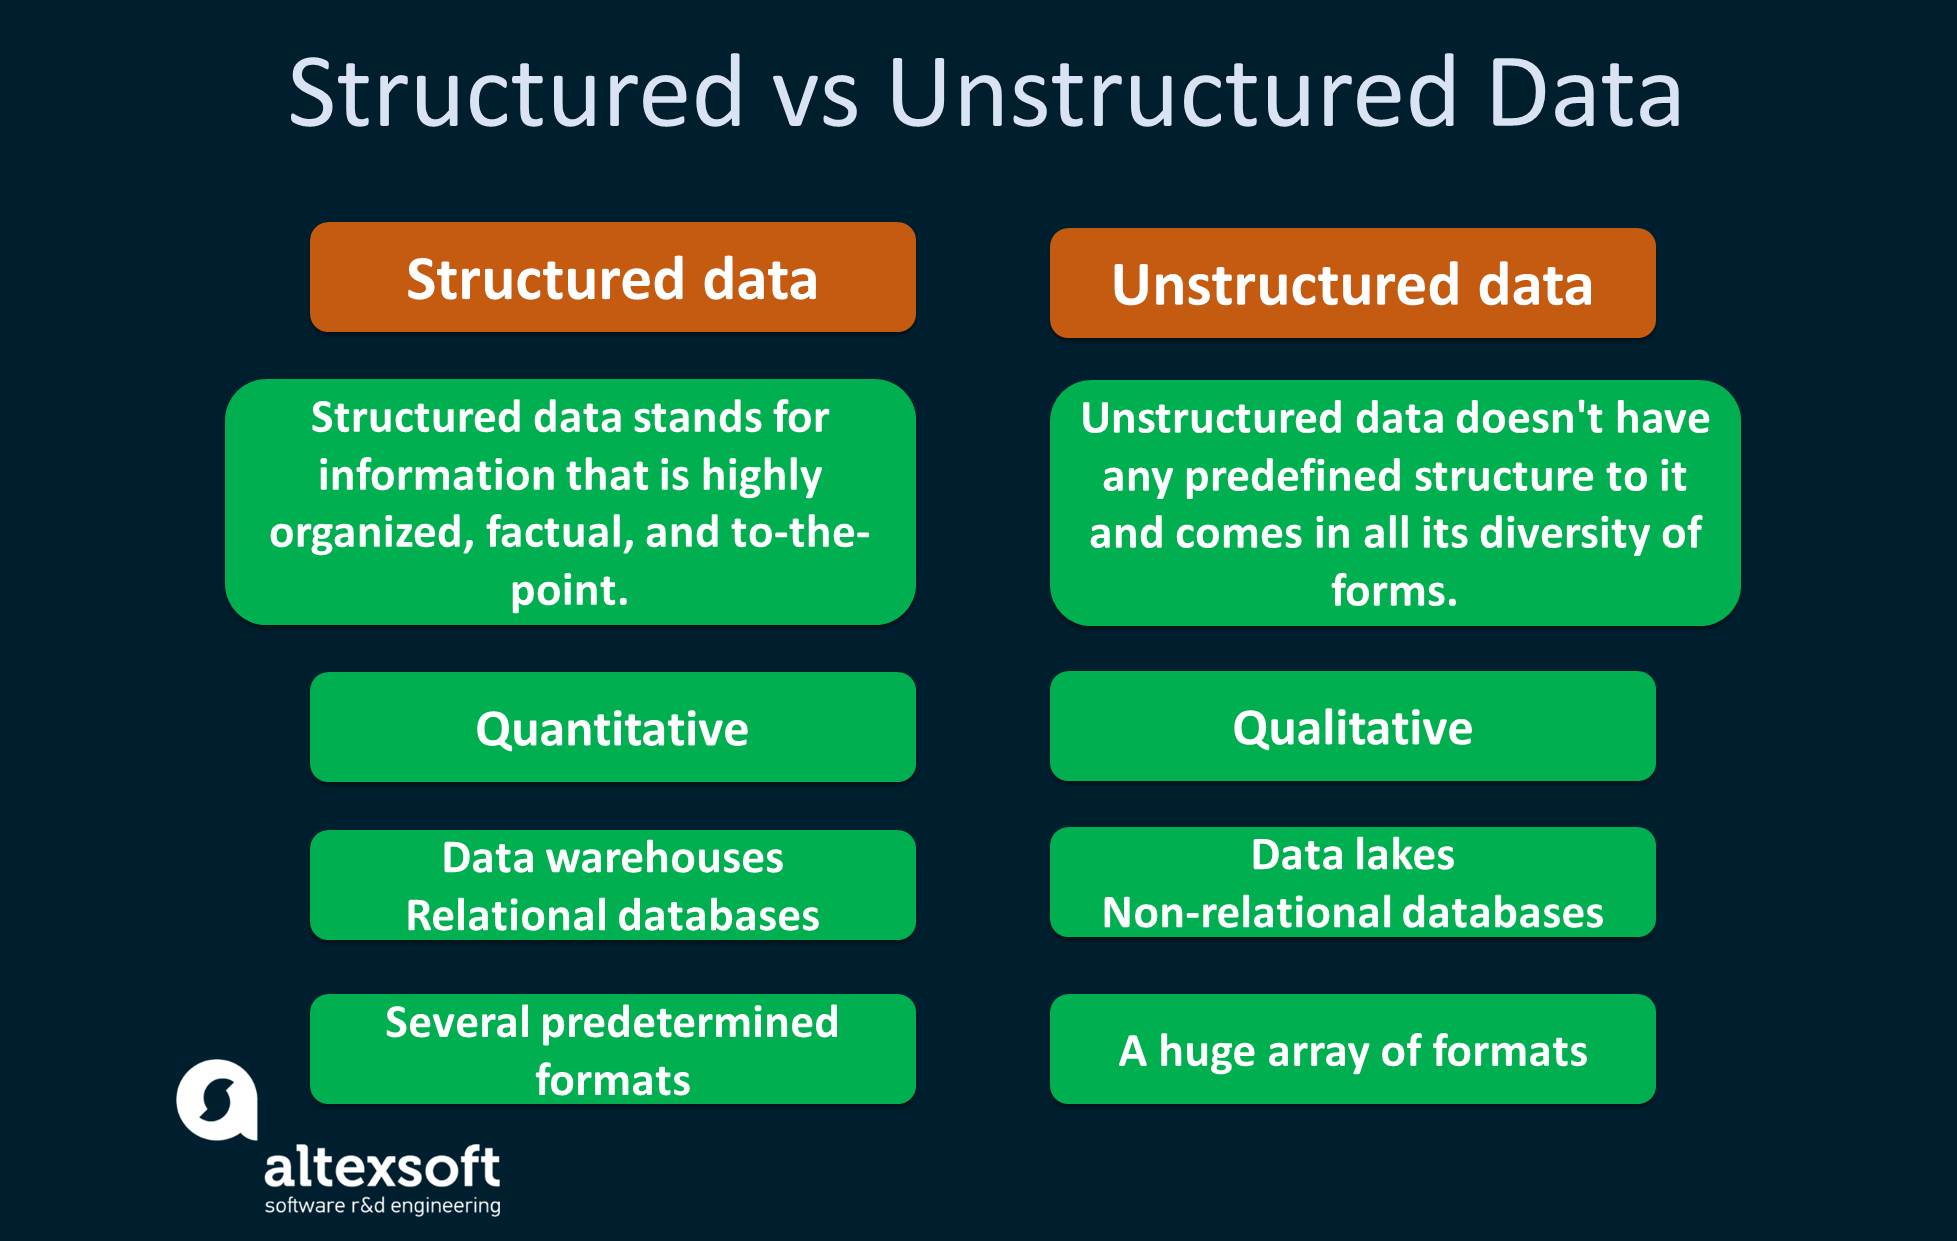 Structured vs Unstructured Data
Structured data
Structured data stands for
information that is highly
organized, factual, and to-the-
point.
Quantitative
Data warehouses
Relational databases
Several predetermined
formats
Unstructured data
Unstructured data doesn't have
any predefined structure to it
and comes in all its diversity of
forms.
Qualitative
Data lakes
Non-relational databases
A huge array of formats
altexsoft
software r&d engineering